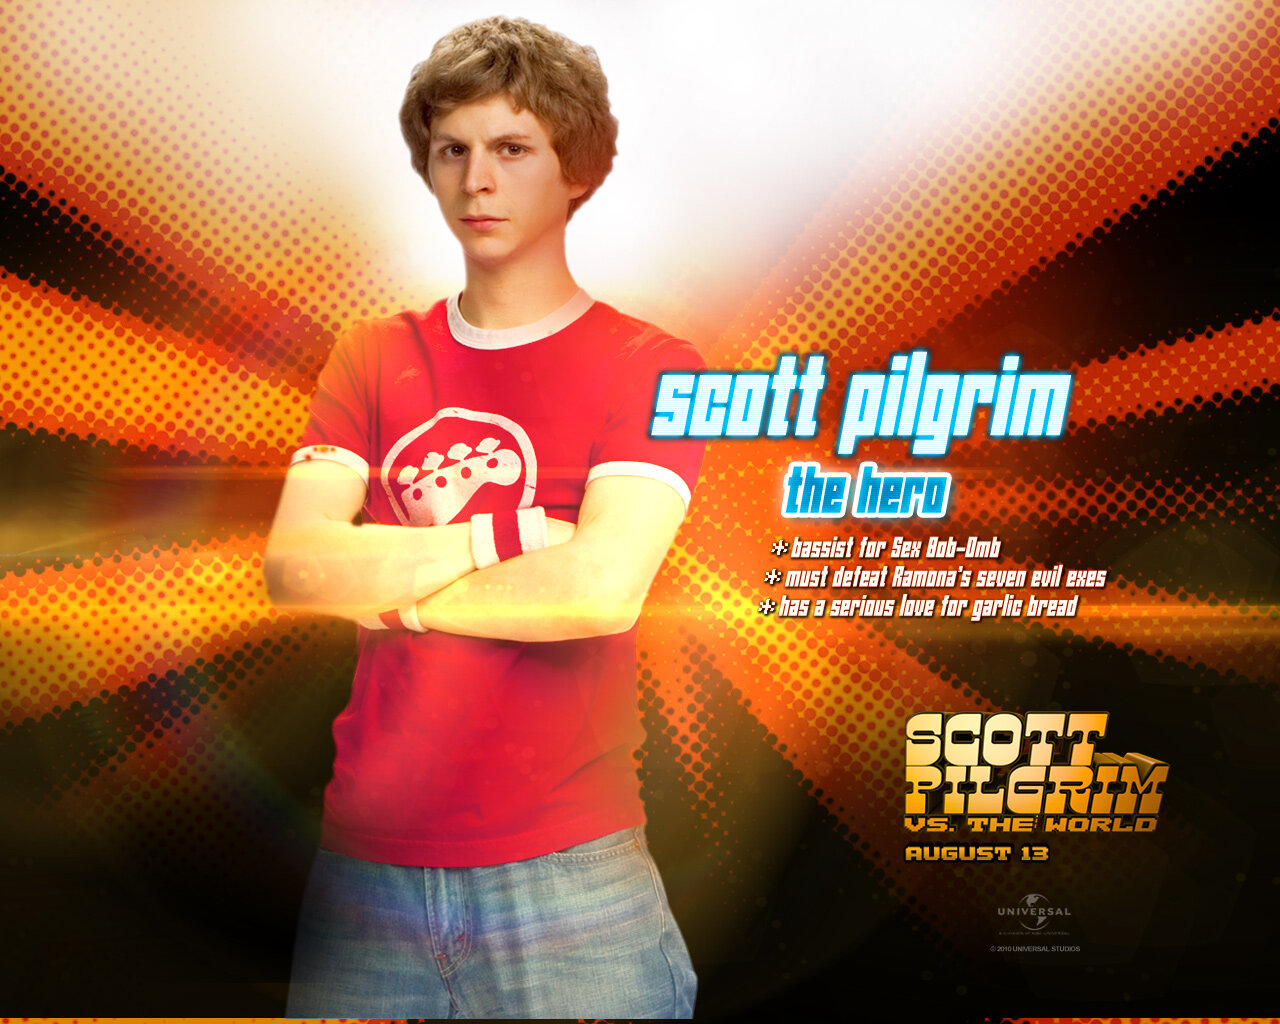 scott pilgrim
the hero
* bassist for Sex Bob-Omb
* must defeat Ramona's seven evil exes
* has a serious love for garlic bread
SCOTT
PILGRIM
VS. THE WORLD
AUGUST 13
UNIVERSAL
© 2010 UNIVERSAL STUDIOS